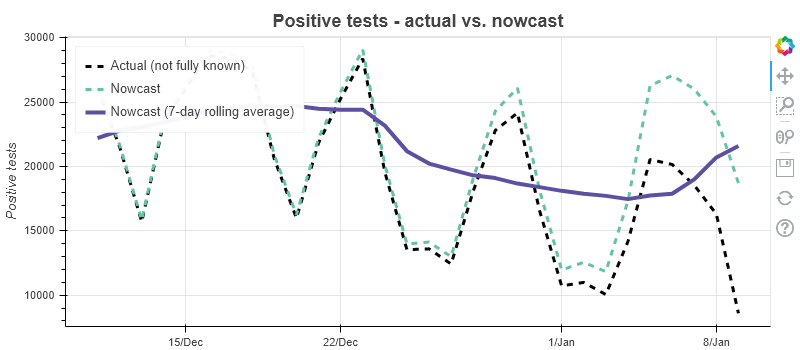 Positive tests - actual vs. nowcast
30000
25000
20000
15000
10000
Positive tests
Actual (not fully known)
Nowcast
Nowcast (7-day rolling average)
15/Dec
22/Dec
1/Jan
8/Jan